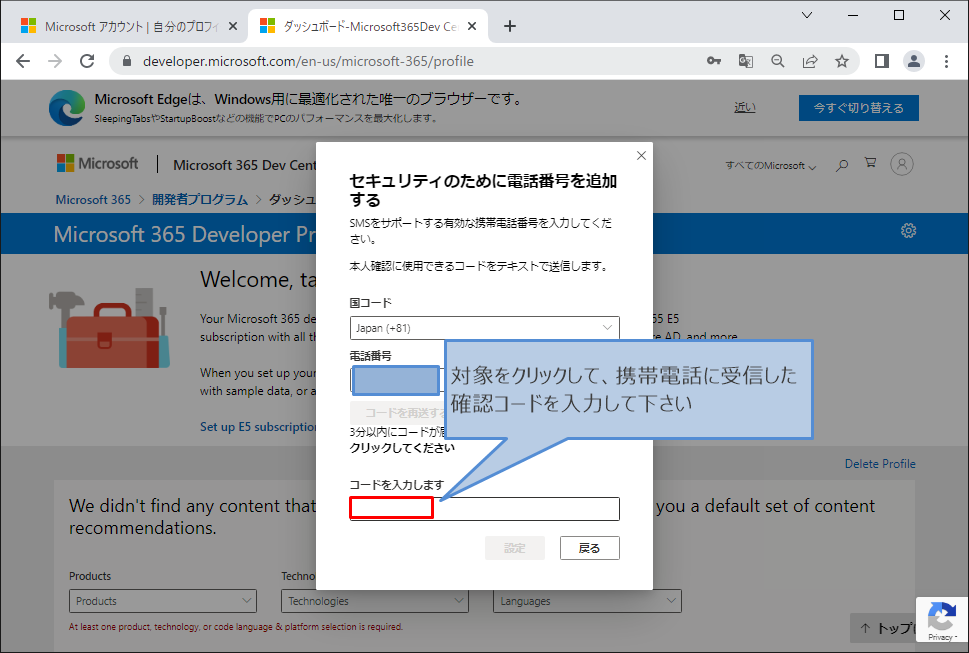 Microsoft アカウント | 自分のプロフィ
ダッシュボード-Microsoft365Dev Ce
developer.microsoft.com/en-us/microsoft-365/profile
Microsoft Edgeは、Windows用に最適化された唯一のブラウザーです。
SleepingTabsやStartupBoostなどの機能でPCのパフォーマンスを最大化します。
近い
今すぐ切り替える
Microsoft
Microsoft 365 Dev Cent
すべてのMicrosoft
Microsoft 365 > 開発者プログラム > ダッシュ
Microsoft 365 Developer Pr
Welcome, ta
Your Microsoft 365 de
65 E5
subscription with all th
re AD, and more.
When you set up your
with sample data, or a
Set up E5 subscription
セキュリティのために電話番号を追加
する
SMSをサポートする有効な携帯電話番号を入力してくだ
さい。
本人確認に使用できるコードをテキストで送信します。
国コード
Japan (+81)
電話番号
対象をクリックして、携帯電話に受信した
確認コードを入力して下さい
コードを再送する
3分以内にコードが届
クリックしてください
コードを入力します
設定
戻る
Delete Profile
We didn't find any content that
you a default set of content
recommendations.
Products
Techno
Products
Technologies
Languages
At least one product, technology, or code language & platform selection is required.
トップに
Privacy -